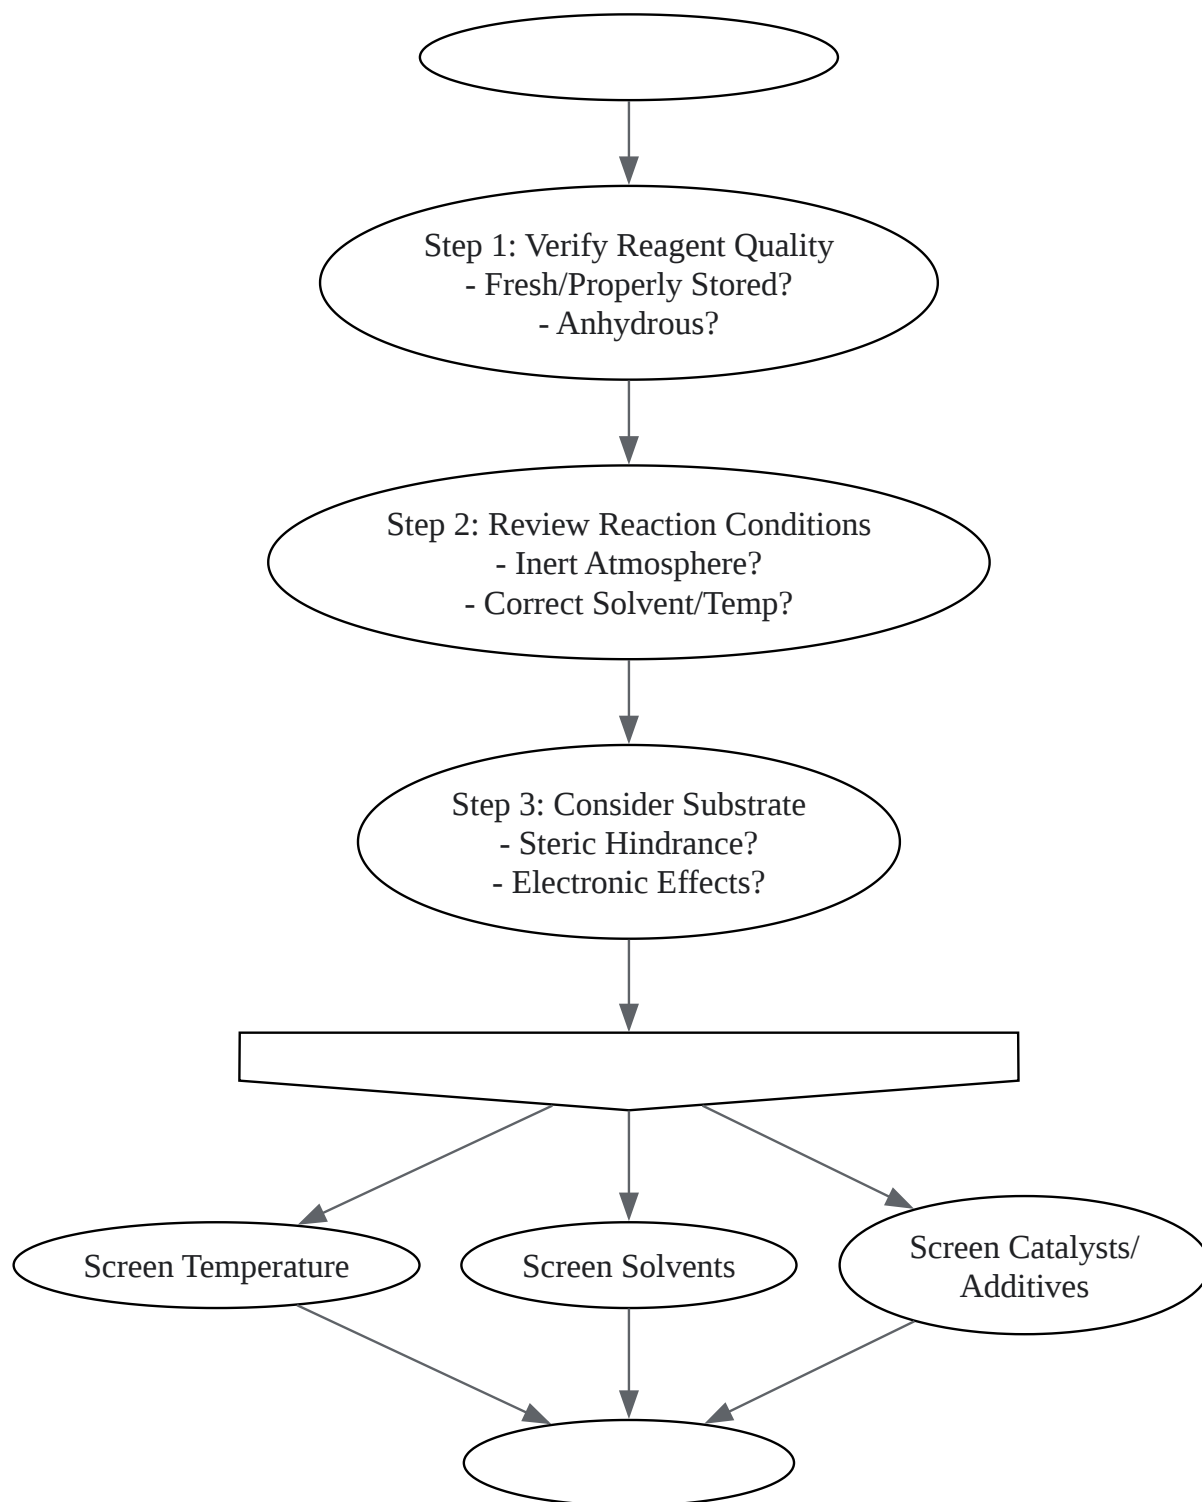 Step 1: Verify Reagent Quality
- Fresh/Properly Stored?
- Anhydrous?
Step 2: Review Reaction Conditions
- Inert Atmosphere?
- Correct Solvent/Temp?
Step 3: Consider Substrate
- Steric Hindrance?
- Electronic Effects?
Screen Temperature
Screen Solvents
Screen Catalysts/
Additives